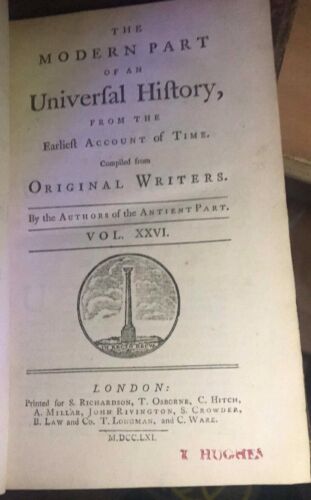 THE
MODERN PART
OF AN
Univerſal Hiſtory,
FROM THE
Earlieſt ACCOUNT of TIME.
Compiled from
ORIGINAL WRITERS.
By the AUTHORS of the ANTIENT PART.
VOL. XXVI.
LONDON:
Printed for S. RICHARDSON, T. OSBORNE, C. HITCH,
A. MILLAR, JOHN RIVINGTON, S. CROWDER,
B. LAW and Co. T. LONGMAN, and C. WARE.
M.DCC.LXI.
T HUGHES